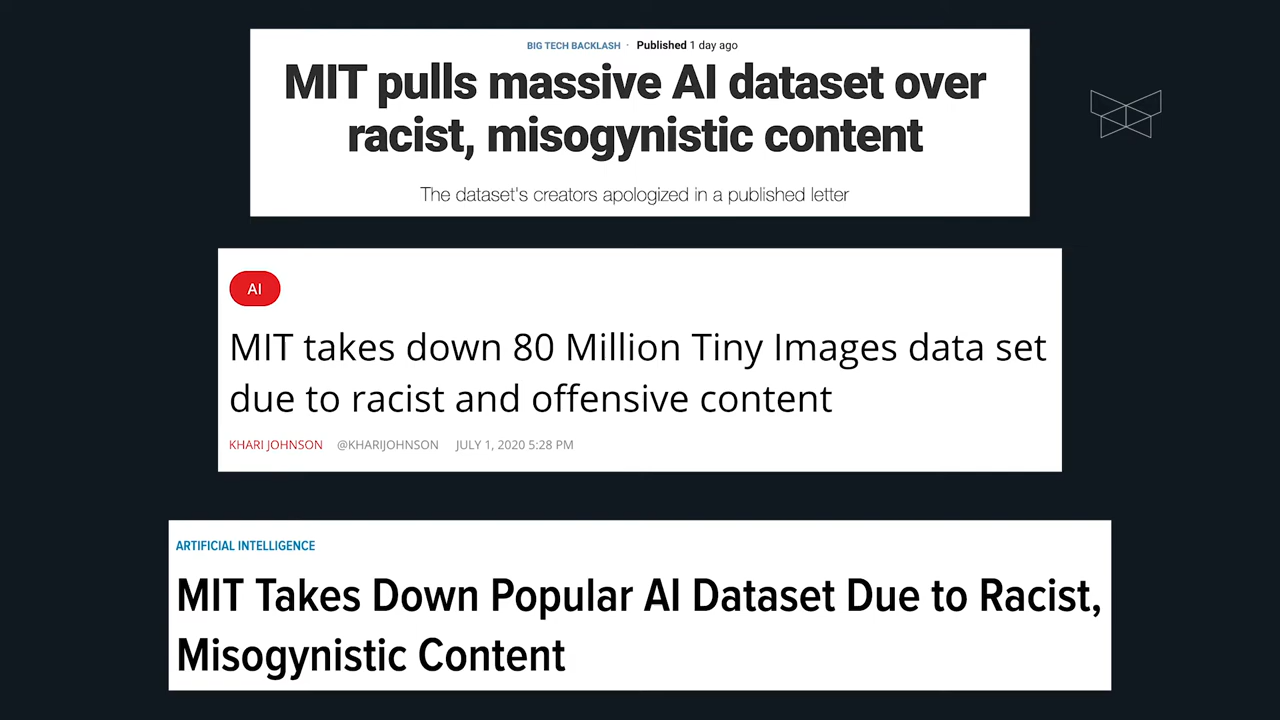 BIG TECH BACKLASH · Published 1 day ago
MIT pulls massive AI dataset over
racist, misogynistic content
The dataset's creators apologized in a published letter
AI
MIT takes down 80 Million Tiny Images data set
due to racist and offensive content
KHARI JOHNSON @KHARIJOHNSON JULY 1, 2020 5:28 PM
ARTIFICIAL INTELLIGENCE
MIT Takes Down Popular AI Dataset Due to Racist,
Misogynistic Content